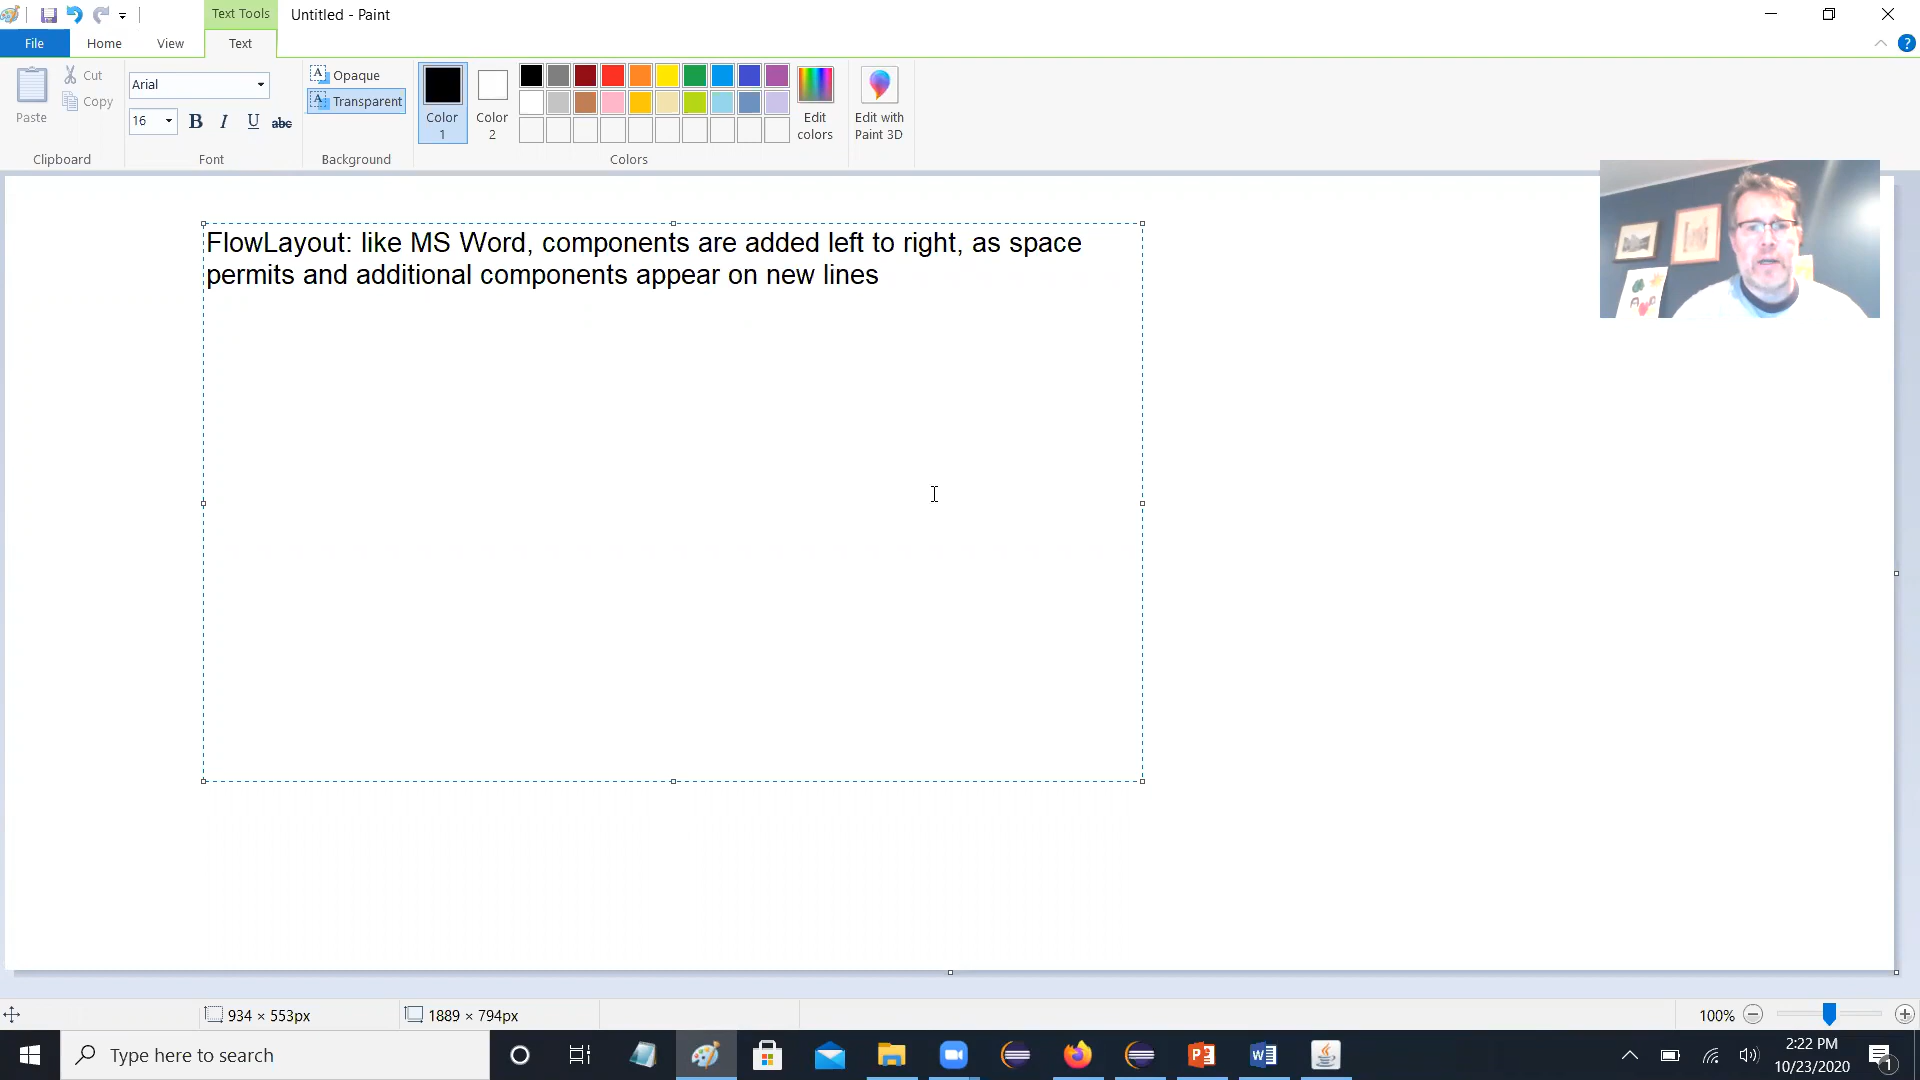 Text Tools
Untitled - Paint
File
Home
View
Text
Paste
Cut
Copy
Clipboard
Arial
16
B I U abc
Font
Opaque
Transparent
Background
Color 1
Color 2
Edit colors
Colors
Edit with Paint 3D
FlowLayout: like MS Word, components are added left to right, as space
permits and additional components appear on new lines
934 × 553px
1889 × 794px
100%
Type here to search
2:22 PM
10/23/2020
1